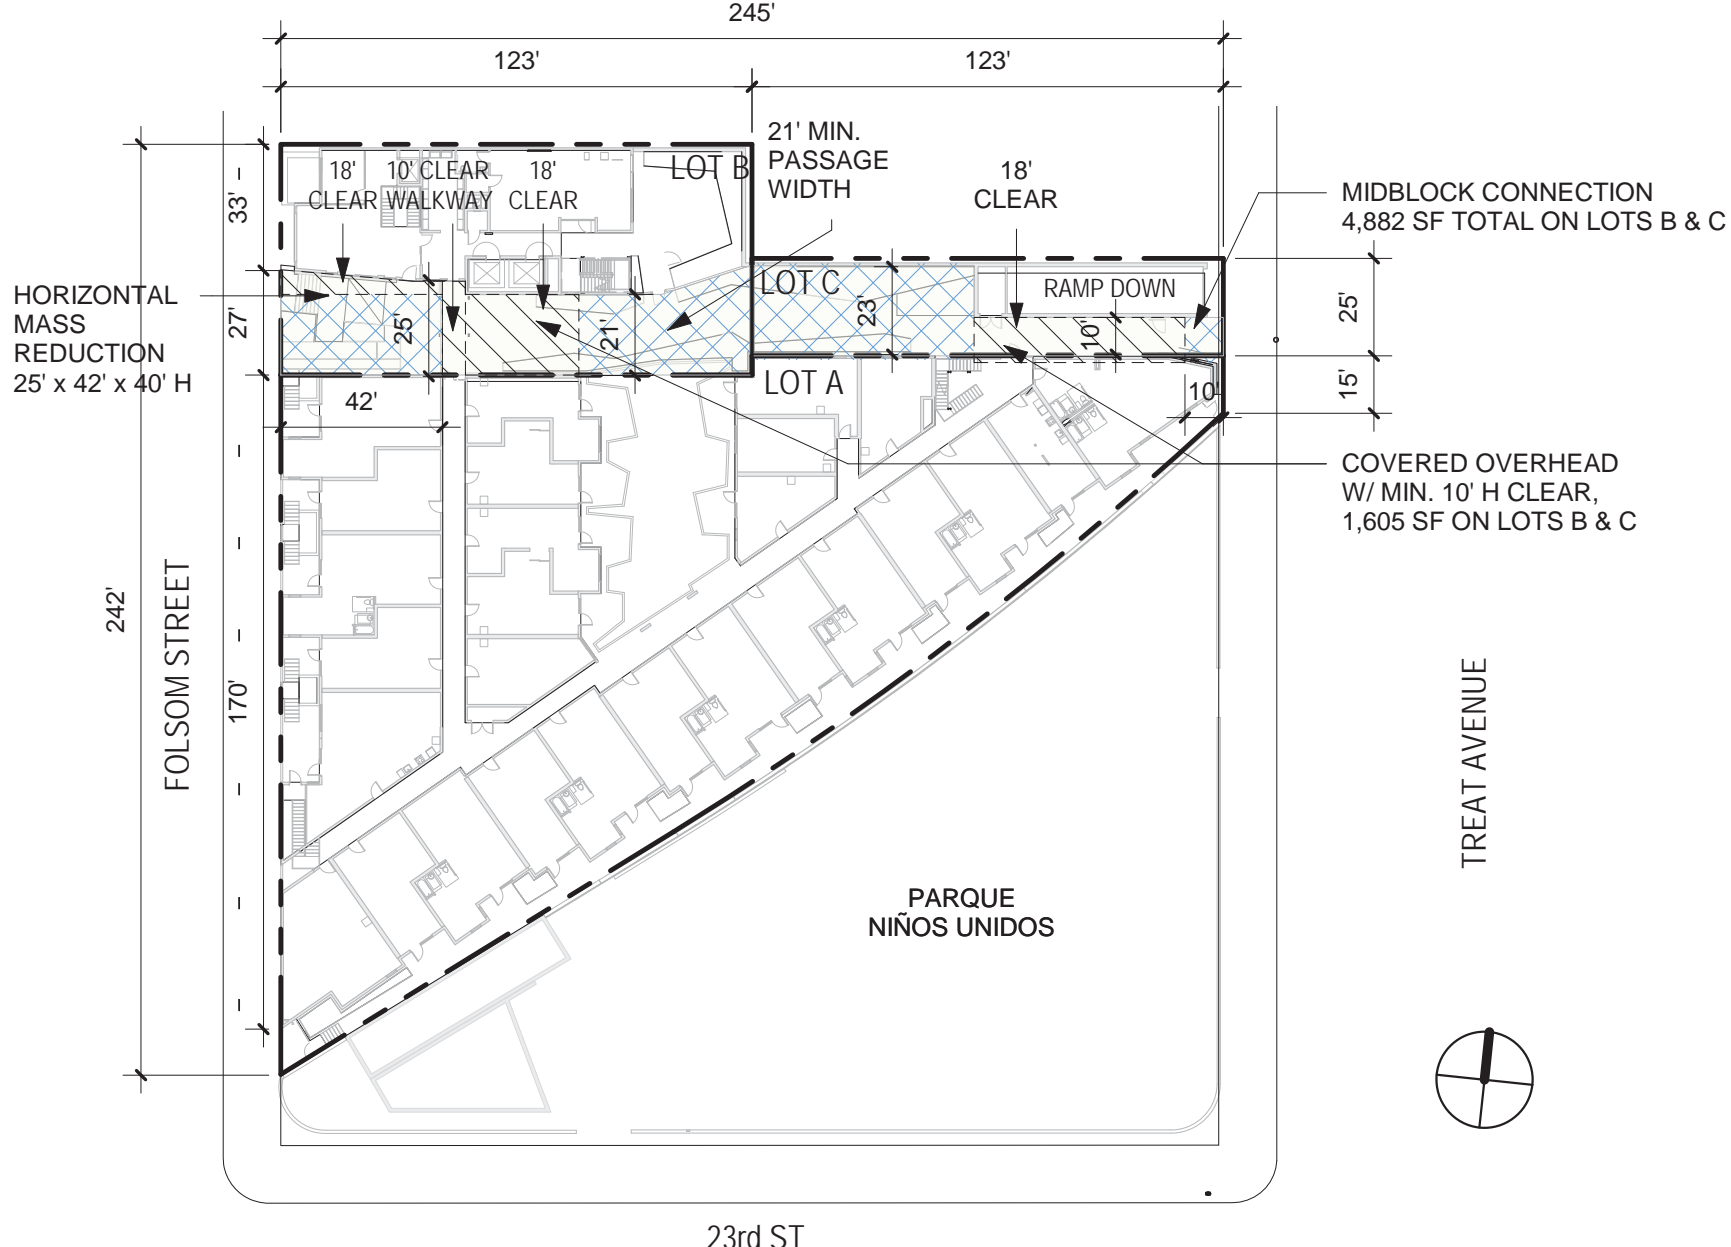 245'
123'
123'
21' MIN.
PASSAGE
WIDTH
LOT B
18'
CLEAR
10' CLEAR
WALKWAY
18'
CLEAR
18'
CLEAR
MIDBLOCK CONNECTION
4,882 SF TOTAL ON LOTS B & C
33'
27'
HORIZONTAL
MASS
REDUCTION
25' x 42' x 40' H
LOT C
RAMP DOWN
25'
21'
23'
10'
25'
15'
10'
42'
LOT A
COVERED OVERHEAD
W/ MIN. 10' H CLEAR,
1,605 SF ON LOTS B & C
242'
FOLSOM STREET
170'
TREAT AVENUE
PARQUE
NIÑOS UNIDOS
23rd ST